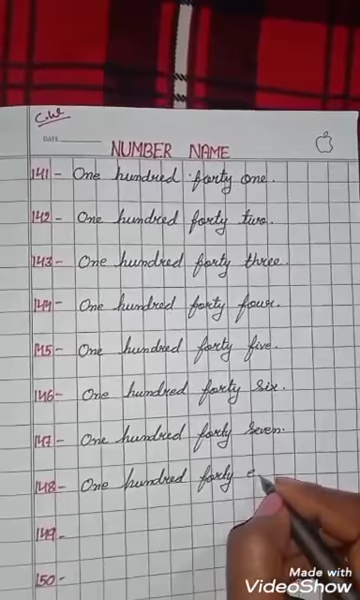 C.W.
DATE
NUMBER NAME
141- One hundred forty one.
142- One hundred forty two.
143- One hundred forty three.
144- One hundred forty four.
145- One hundred forty five.
146- One hundred forty six.
147- One hundred forty seven.
148- One hundred forty e
149-
150-
Made with
VideoShow